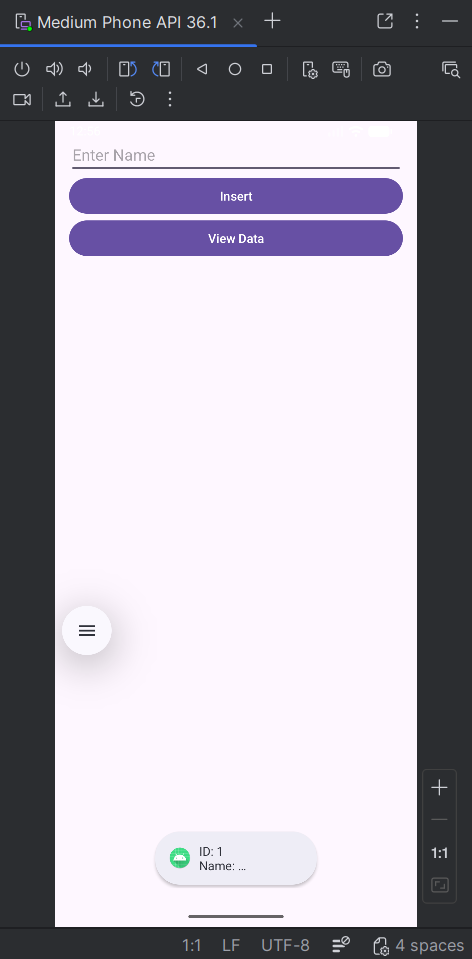 Medium Phone API 36.1
Enter Name
Insert
View Data
ID: 1
Name: ...
1:1
1:1 LF UTF-8 4 spaces